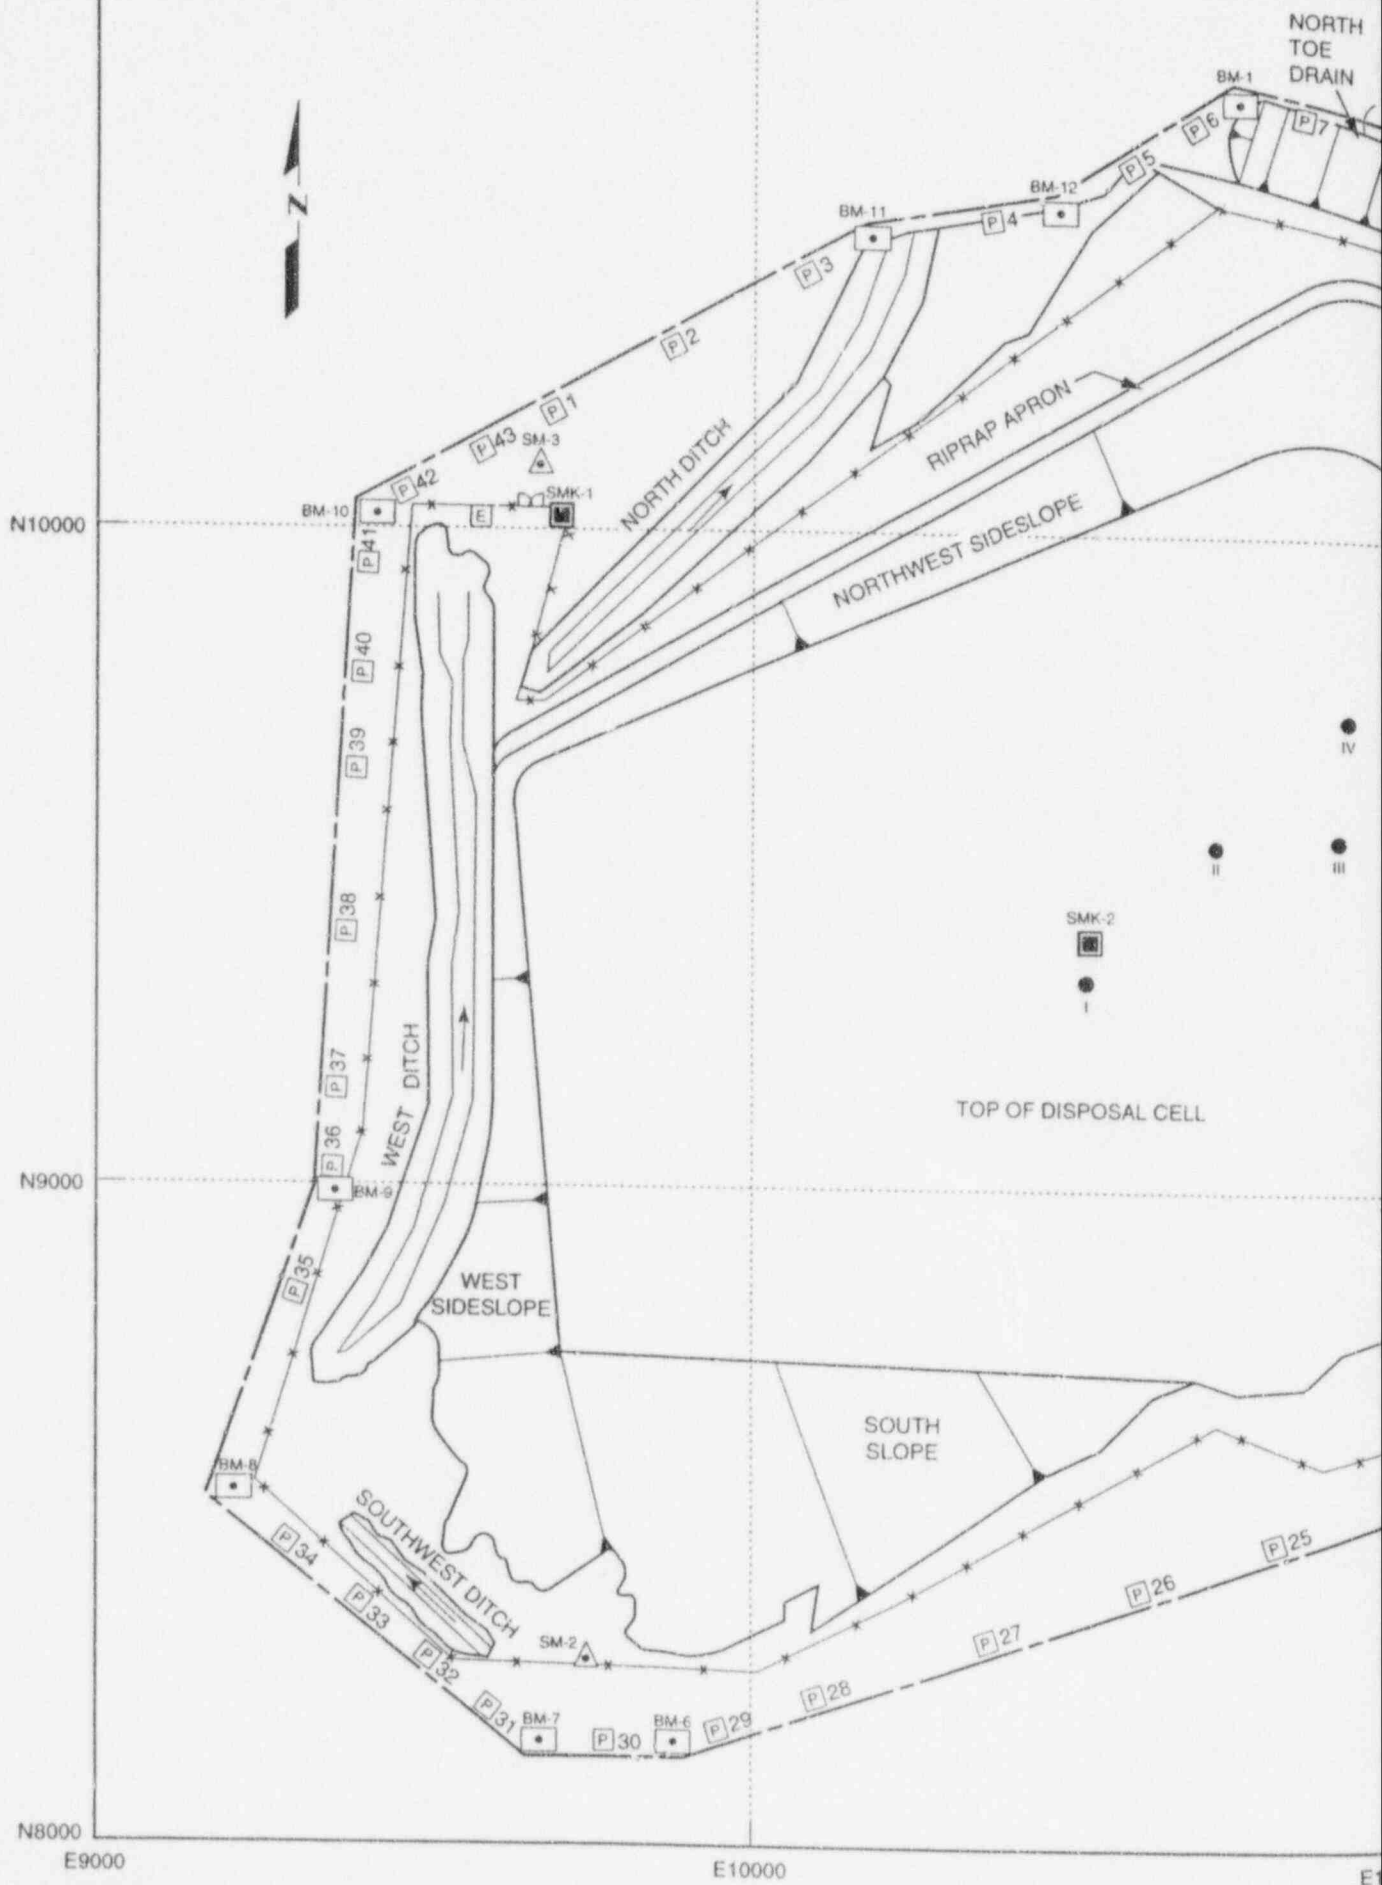 NORTH
TOE
DRAIN
BM-1
P 6
P 7
P 5
BM-12
BM-11
P 4
P 3
N
P 2
P 1
P 43
SM-3
P 42
BM-10
SMK-1
E
N10000
P 41
NORTH DITCH
RIPRAP APRON
NORTHWEST SIDESLOPE
P 40
P 39
IV
II
III
P 38
SMK-2
I
P 37
WEST DITCH
TOP OF DISPOSAL CELL
P 36
N9000
BM-9
P 35
WEST
SIDESLOPE
SOUTH
SLOPE
BM-8
SOUTHWEST DITCH
P 34
P 33
P 32
SM-2
P 31
BM-7
P 30
BM-6
P 29
P 28
P 27
P 26
P 25
N8000
E9000
E10000
E1